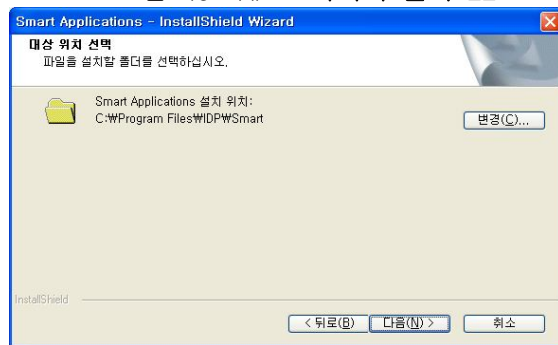 Smart Applications - InstallShield Wizard
대상 위치 선택
파일을 설치할 폴더를 선택하십시오.
Smart Applications 설치 위치:
C:₩Program Files₩IDP₩Smart
변경(C)...
InstallShield
< 뒤로(B) 다음(N) > 취소